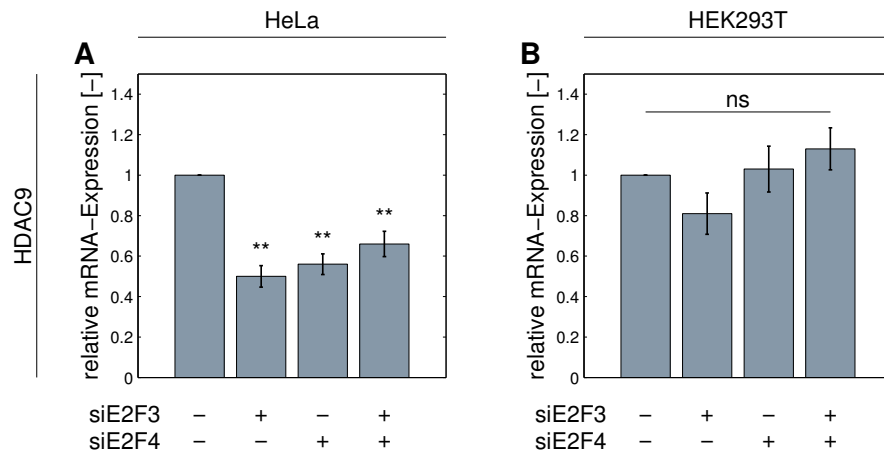 HeLa
HEK293T
A
B
HDAC9
relative mRNA−Expression [−]
1.4
1.2
1
0.8
0.6
0.4
0.2
0
**
**
**
relative mRNA−Expression [−]
1.4
1.2
1
0.8
0.6
0.4
0.2
0
ns
siE2F3 − + − +
siE2F4 − − + +
siE2F3 − + − +
siE2F4 − − + +